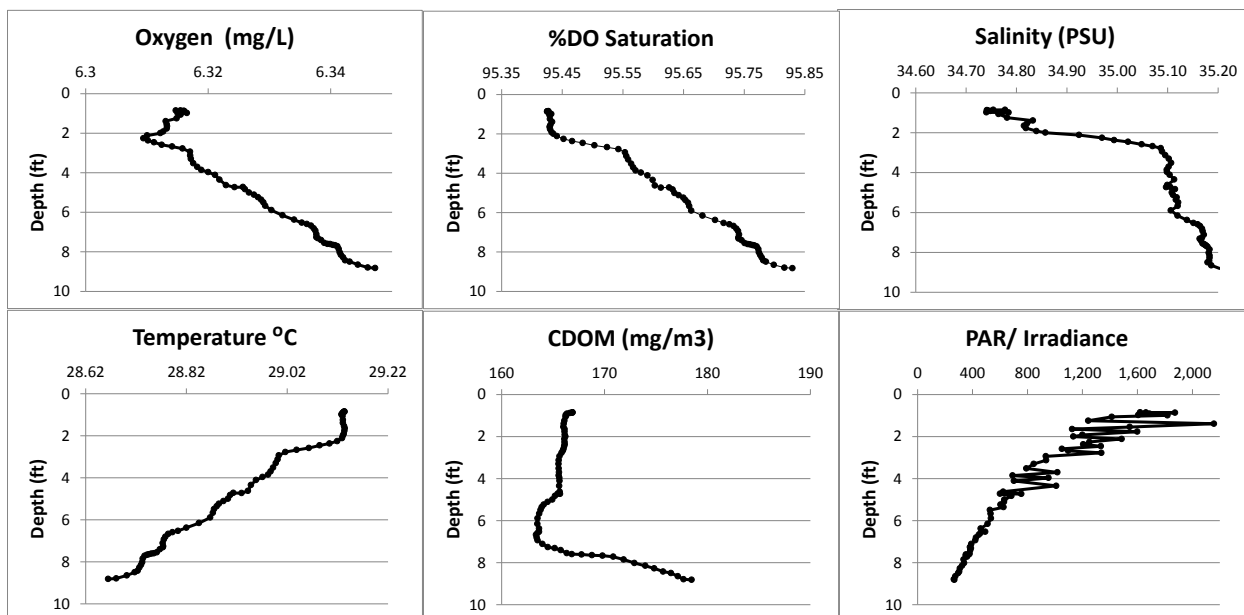 Oxygen (mg/L)
6.3 6.32 6.34
0
2
4
6
8
10
Depth (ft)
%DO Saturation
95.35 95.45 95.55 95.65 95.75 95.85
0
2
4
6
8
10
Depth (ft)
Salinity (PSU)
34.60 34.70 34.80 34.90 35.00 35.10 35.20
0
2
4
6
8
10
Depth (ft)
Temperature ⁰C
28.62 28.82 29.02 29.22
0
2
4
6
8
10
Depth (ft)
CDOM (mg/m3)
160 170 180 190
0
2
4
6
8
10
Depth (ft)
PAR/ Irradiance
0 400 800 1,200 1,600 2,000
0
2
4
6
8
10
Depth (ft)